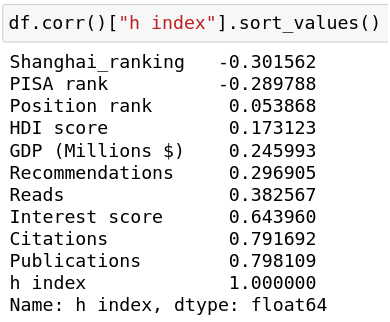 df.corr()["h index"].sort_values()
Shanghai_ranking   -0.301562
PISA rank          -0.289788
Position rank       0.053868
HDI score           0.173123
GDP (Millions $)    0.245993
Recommendations     0.296905
Reads               0.382567
Interest score      0.643960
Citations           0.791692
Publications        0.798109
h index             1.000000
Name: h index, dtype: float64